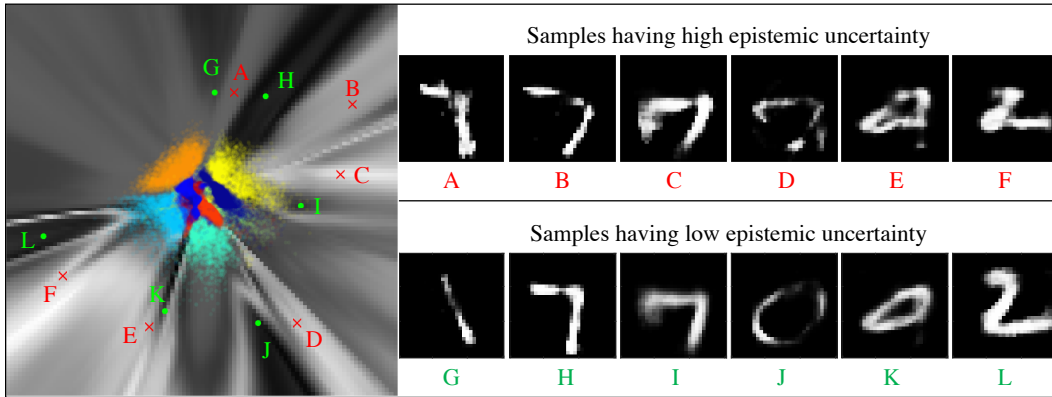 G
A
H
B
C
I
L
F
K
E
J
D
Samples having high epistemic uncertainty
A B C D E F
Samples having low epistemic uncertainty
G H I J K L